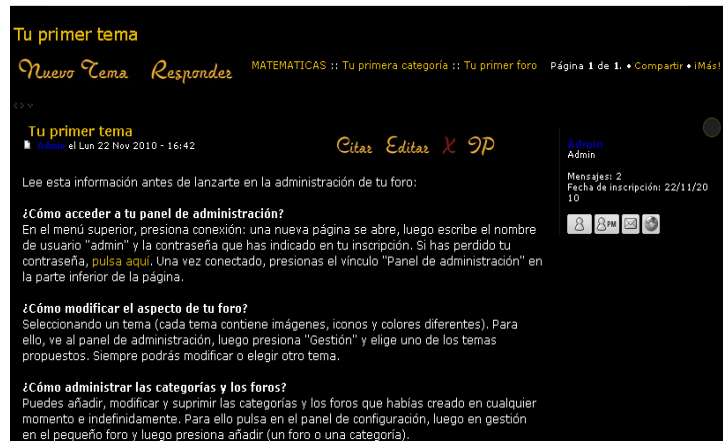 Tu primer tema
Nuevo Tema Responder MATEMATICAS :: Tu primera categoría :: Tu primer foro Página 1 de 1. • Compartir • ¡Más!
Tu primer tema
Admin el Lun 22 Nov 2010 - 16:42
Citar Editar X IP
Admin
Admin
Mensajes: 2
Fecha de inscripción: 22/11/20
10
PM
Lee esta información antes de lanzarte en la administración de tu foro:
¿Cómo acceder a tu panel de administración?
En el menú superior, presiona conexión: una nueva página se abre, luego escribe el nombre
de usuario "admin" y la contraseña que has indicado en tu inscripción. Si has perdido tu
contraseña, pulsa aquí. Una vez conectado, presionas el vínculo "Panel de administración" en
la parte inferior de la página.
¿Cómo modificar el aspecto de tu foro?
Seleccionando un tema (cada tema contiene imágenes, iconos y colores diferentes). Para
ello, ve al panel de administración, luego presiona "Gestión" y elige uno de los temas
propuestos. Siempre podrás modificar o elegir otro tema.
¿Cómo administrar las categorías y los foros?
Puedes añadir, modificar y suprimir las categorías y los foros que habías creado en cualquier
momento e indefinidamente. Para ello pulsa en el panel de configuración, luego en gestión
en el pequeño foro y luego presiona añadir (un foro o una categoría).